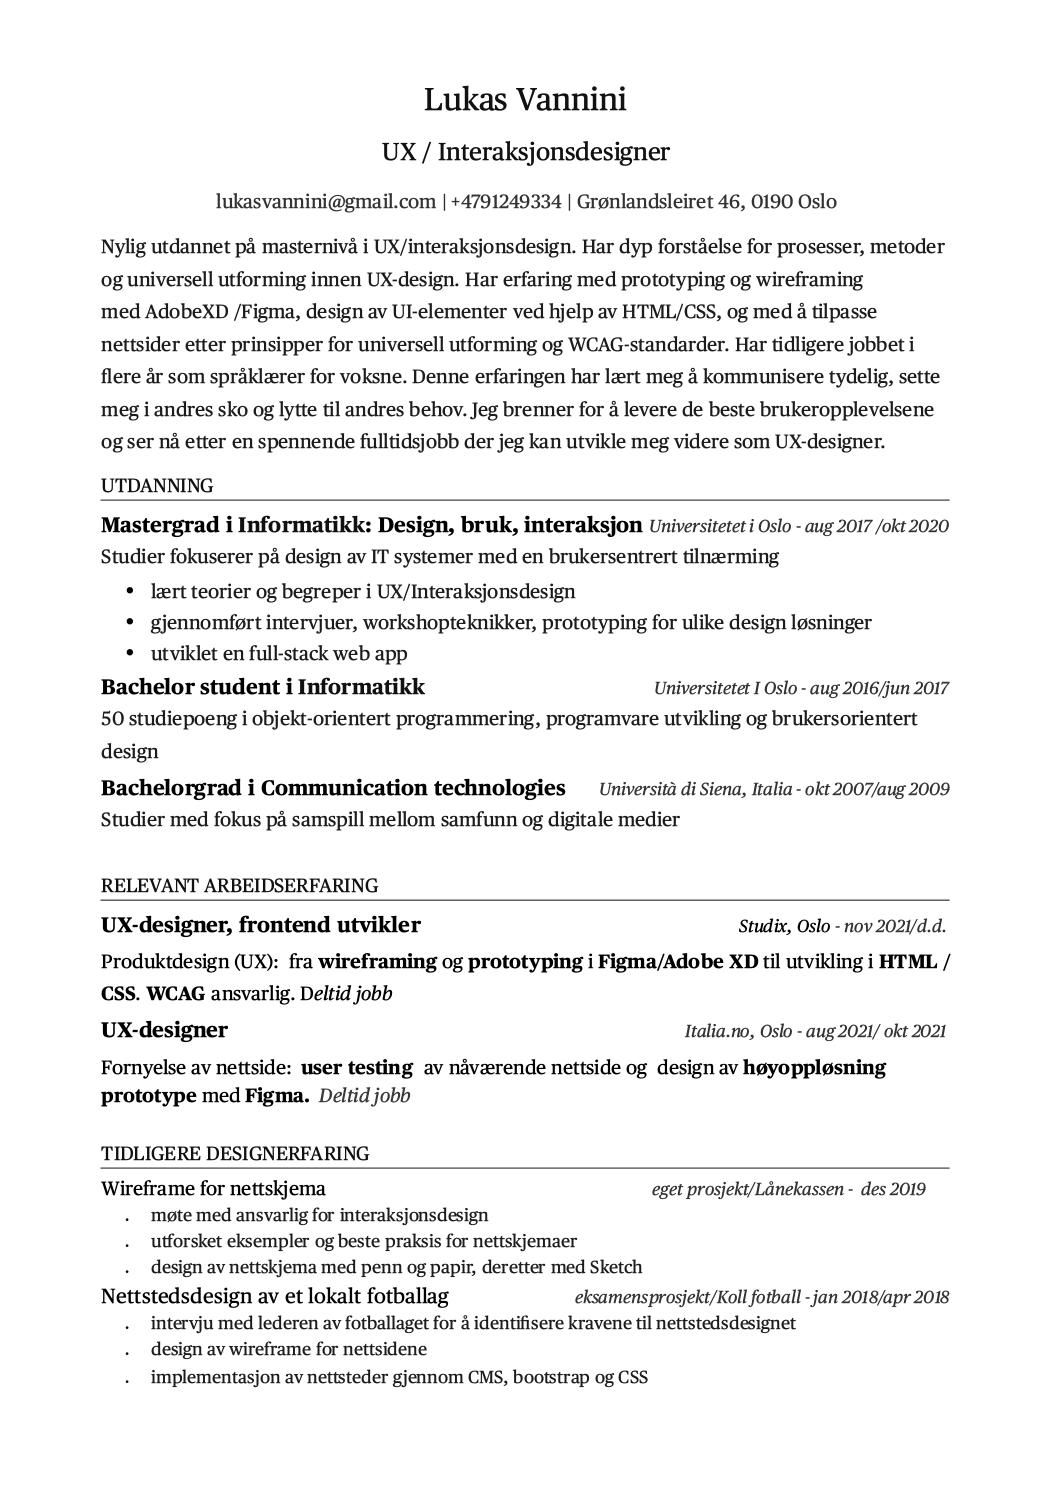 Lukas Vannini
UX / Interaksjonsdesigner
lukasvannini@gmail.com | +4791249334 | Grønlandsleiret 46, 0190 Oslo
Nylig utdannet på masternivå i UX/interaksjonsdesign. Har dyp forståelse for prosesser, metoder
og universell utforming innen UX-design. Har erfaring med prototyping og wireframing
med AdobeXD /Figma, design av UI-elementer ved hjelp av HTML/CSS, og med å tilpasse
nettsider etter prinsipper for universell utforming og WCAG-standarder. Har tidligere jobbet i
flere år som språklærer for voksne. Denne erfaringen har lært meg å kommunisere tydelig, sette
meg i andres sko og lytte til andres behov. Jeg brenner for å levere de beste brukeropplevelsene
og ser nå etter en spennende fulltidsjobb der jeg kan utvikle meg videre som UX-designer.
UTDANNING
Mastergrad i Informatikk: Design, bruk, interaksjon Universitetet i Oslo - aug 2017 /okt 2020
Studier fokuserer på design av IT systemer med en brukersentrert tilnærming
• lært teorier og begreper i UX/Interaksjonsdesign
• gjennomført intervjuer, workshopteknikker, prototyping for ulike design løsninger
• utviklet en full-stack web app
Bachelor student i Informatikk Universitetet I Oslo - aug 2016/jun 2017
50 studiepoeng i objekt-orientert programmering, programvare utvikling og brukersorientert
design
Bachelorgrad i Communication technologies Università di Siena, Italia - okt 2007/aug 2009
Studier med fokus på samspill mellom samfunn og digitale medier
RELEVANT ARBEIDSERFARING
UX-designer, frontend utvikler Studix, Oslo - nov 2021/d.d.
Produktdesign (UX): fra wireframing og prototyping i Figma/Adobe XD til utvikling i HTML /
CSS. WCAG ansvarlig. Deltid jobb
UX-designer Italia.no, Oslo - aug 2021/ okt 2021
Fornyelse av nettside: user testing av nåværende nettside og design av høyoppløsning
prototype med Figma. Deltid jobb
TIDLIGERE DESIGNERFARING
Wireframe for nettskjema eget prosjekt/Lånekassen - des 2019
. møte med ansvarlig for interaksjonsdesign
. utforsket eksempler og beste praksis for nettskjemaer
. design av nettskjema med penn og papir, deretter med Sketch
Nettstedsdesign av et lokalt fotballag eksamensprosjekt/Koll fotball - jan 2018/apr 2018
. intervju med lederen av fotballaget for å identifisere kravene til nettstedsdesignet
. design av wireframe for nettsidene
. implementasjon av nettsteder gjennom CMS, bootstrap og CSS